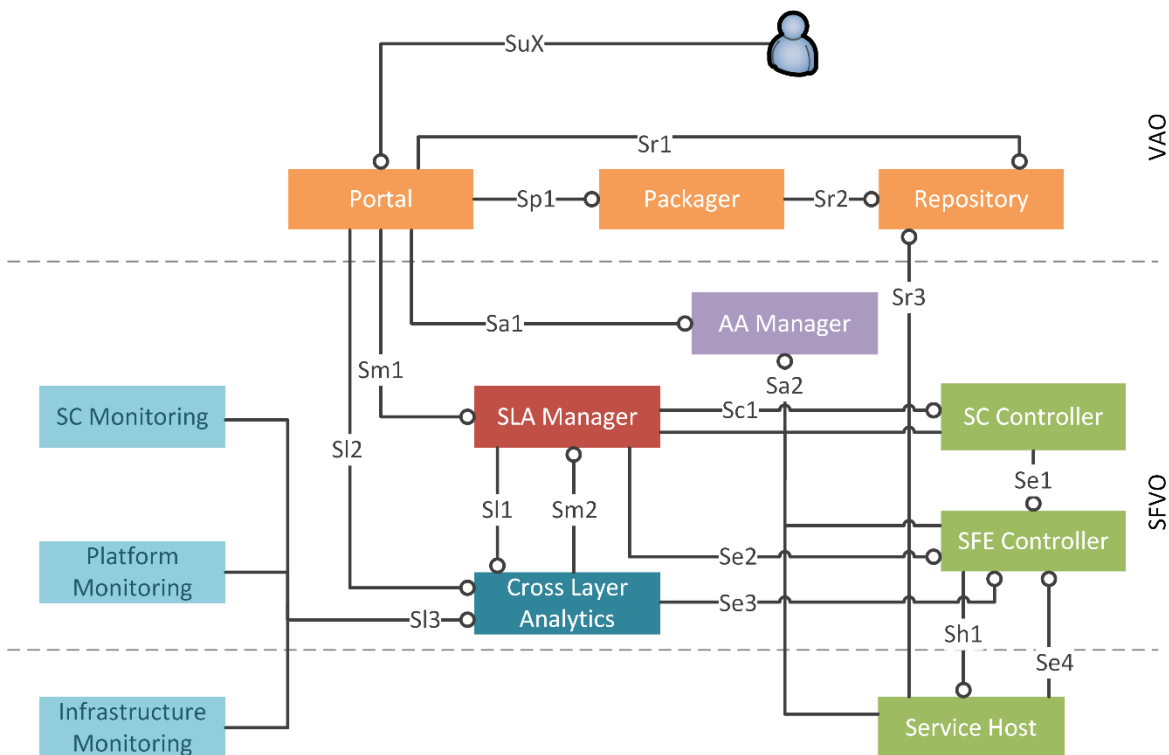 SuX
VAO
Sr1
Portal
Sp1
Packager
Sr2
Repository
Sr3
Sa1
AA Manager
Sm1
Sa2
SC Monitoring
SLA Manager
Sc1
SC Controller
Sl2
Se1
SFVO
Sl1
Sm2
Platform
Monitoring
Se2
SFE Controller
Cross Layer
Analytics
Se3
Sl3
Sh1
Se4
Infrastructure
Monitoring
Service Host